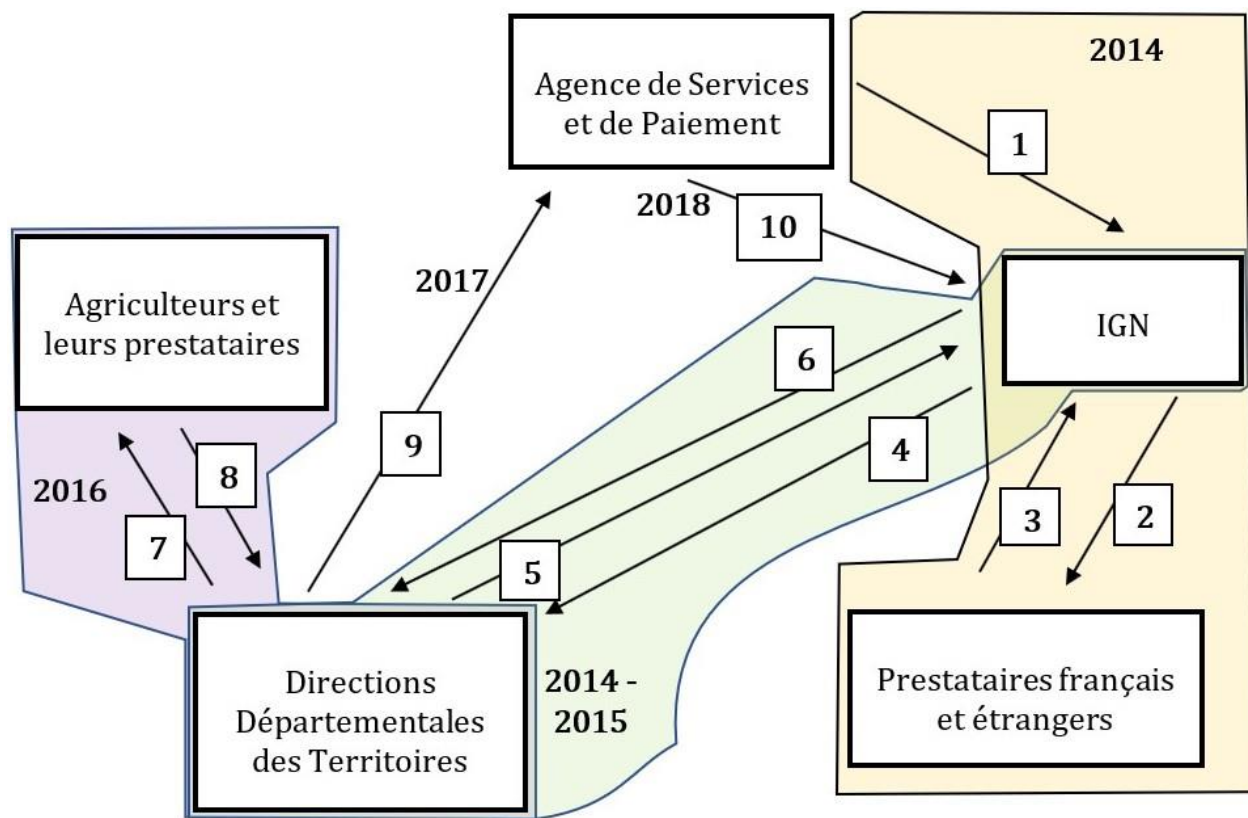 2014
Agence de Services
et de Paiement
1
2018
10
2017
Agriculteurs et
leurs prestataires
IGN
6
9
4
8
2016
7
5
3
2
Directions
Départementales
des Territoires
2014 -
2015
Prestataires français
et étrangers